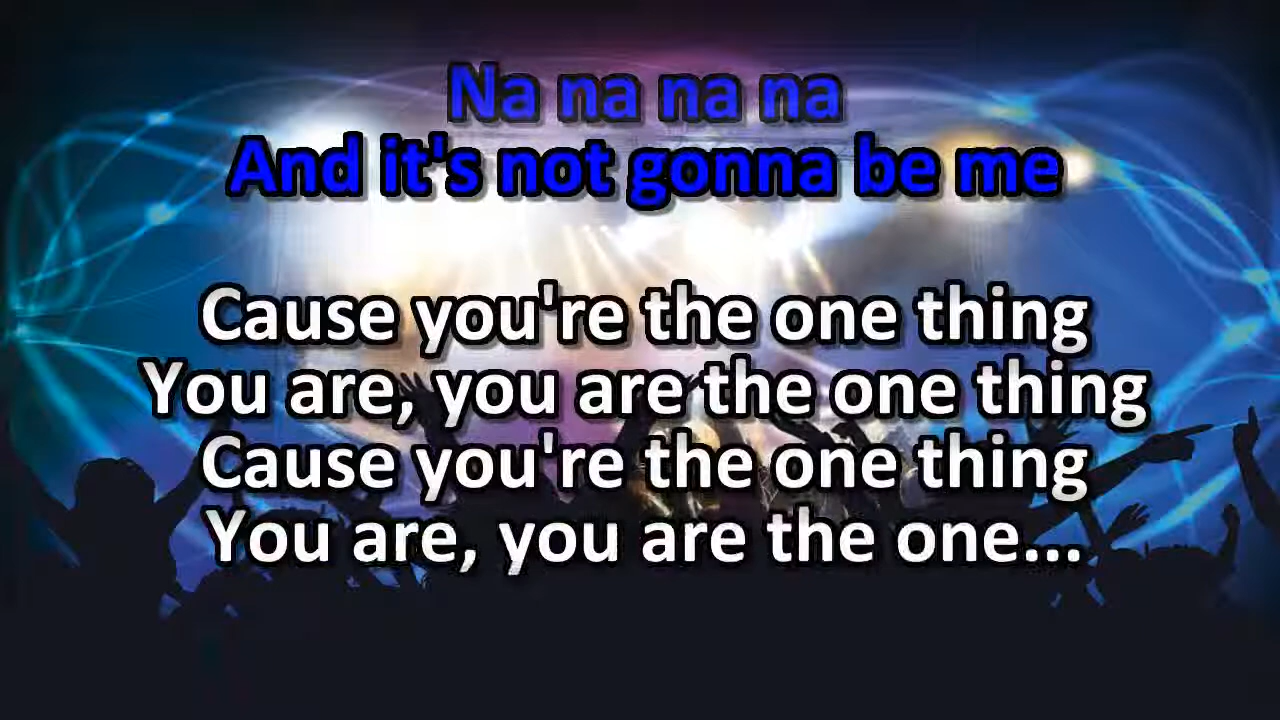 Na na na na
And it's not gonna be me
Cause you're the one thing
You are, you are the one thing
Cause you're the one thing
You are, you are the one...